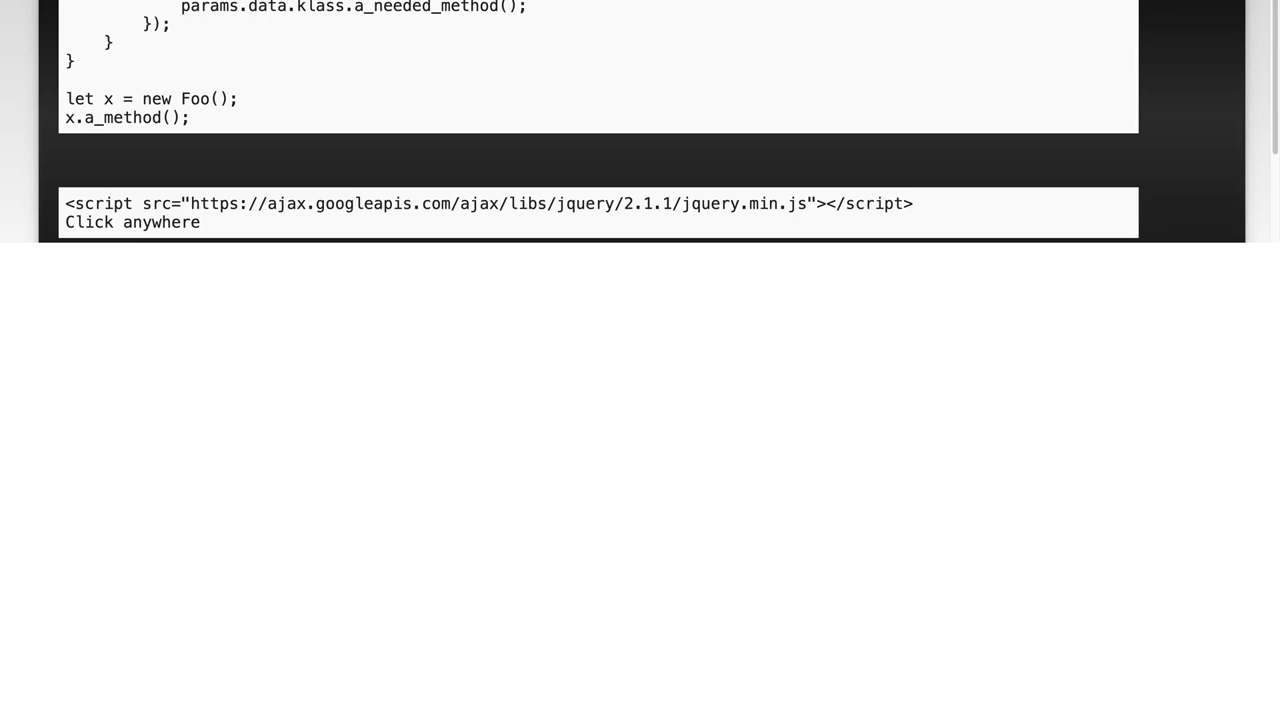 params.data.klass.a_needed_method();
});
}
}
let x = new Foo();
x.a_method();
<script src="https://ajax.googleapis.com/ajax/libs/jquery/2.1.1/jquery.min.js"></script>
Click anywhere